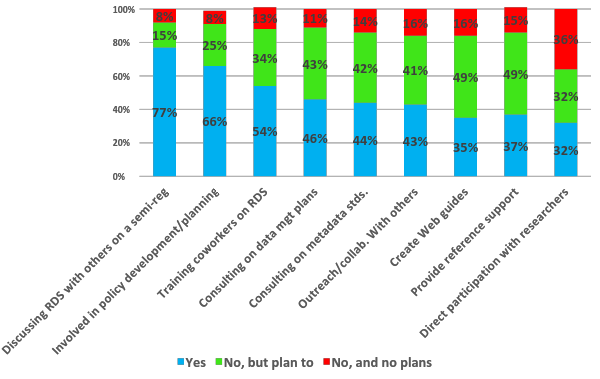 100%
80%
60%
40%
20%
0%
8% 8% 13% 11% 14% 16% 16% 15% 36%
15% 25% 34% 43% 42% 41% 49% 49% 32%
77% 66% 54% 46% 44% 43% 35% 37% 32%
Discussing RDS with others on a semi-reg
Involved in policy development/planning
Training coworkers on RDS
Consulting on data mgt plans
Consulting on metadata stds.
Outreach/collab. With others
Create Web guides
Provide reference support
Direct participation with researchers
Yes No, but plan to No, and no plans